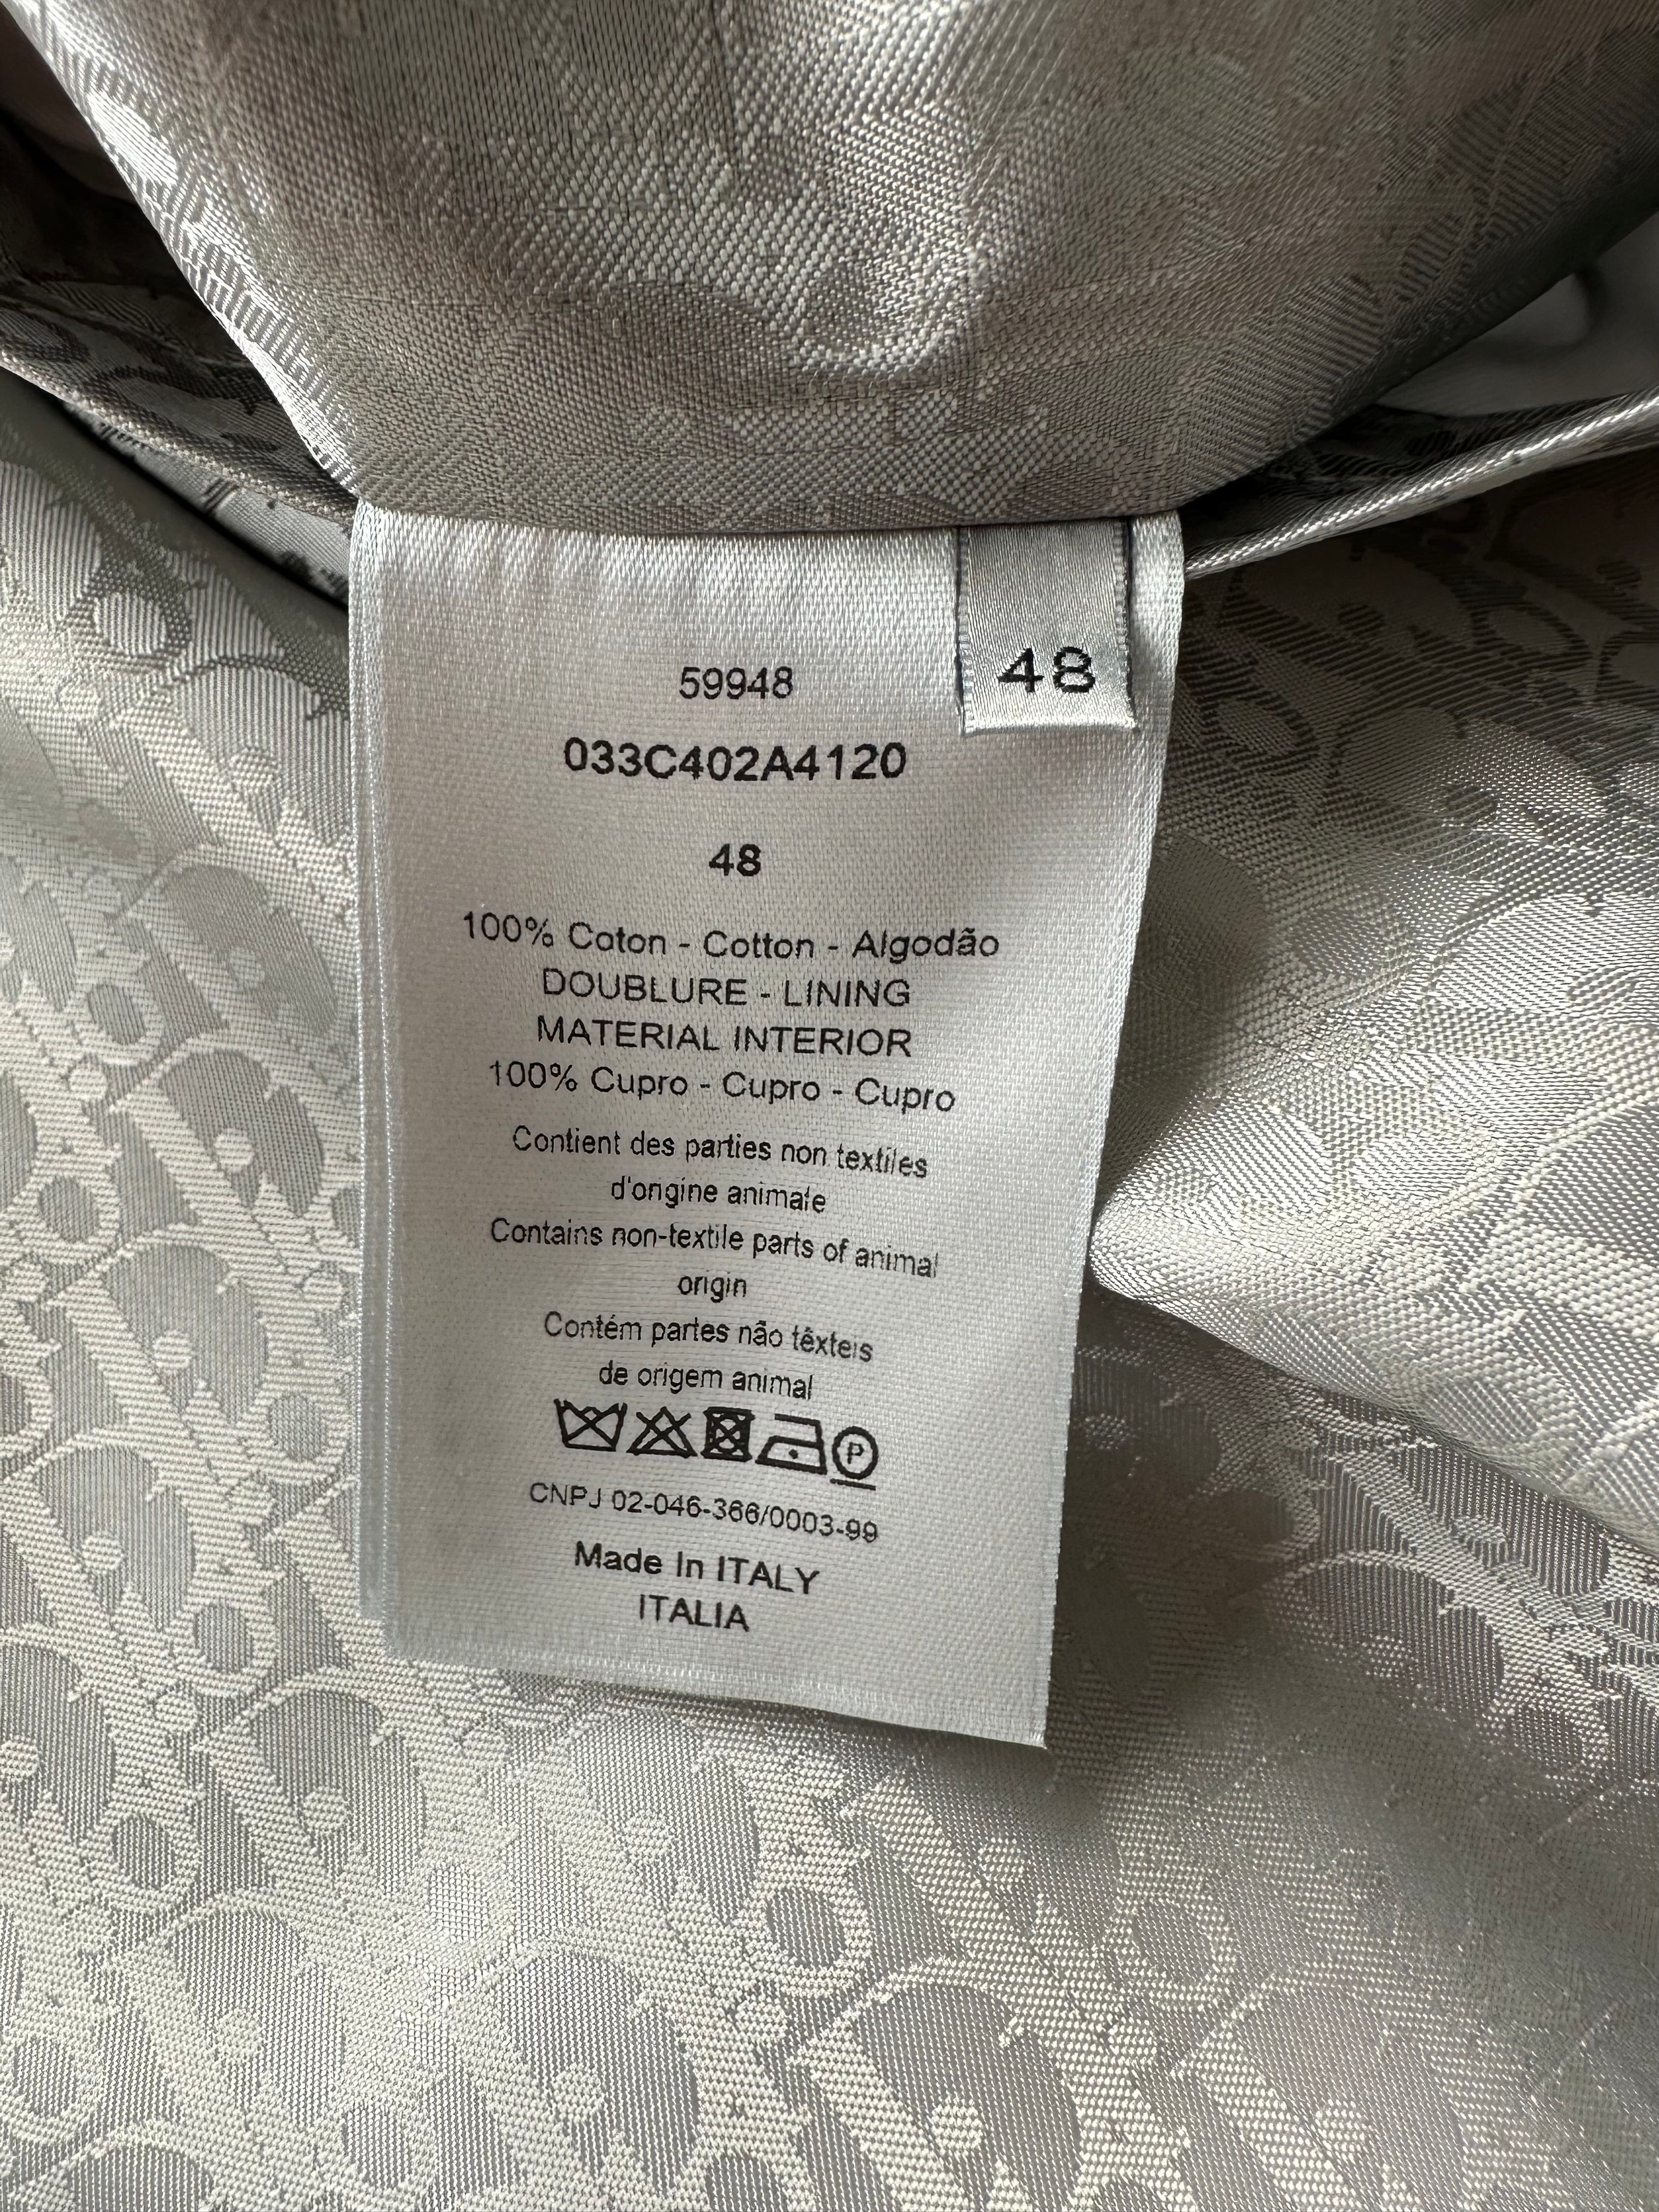 48
59948
033C402A4120
48
100% Coton - Cotton - Algodão
DOUBLURE - LINING
MATERIAL INTERIOR
100% Cupro - Cupro - Cupro
Contient des parties non textiles
d'origine animale
Contains non-textile parts of animal
origin
Contém partes não têxteis
de origem animal
P
CNPJ 02-046-366/0003-99
Made In ITALY
ITALIA